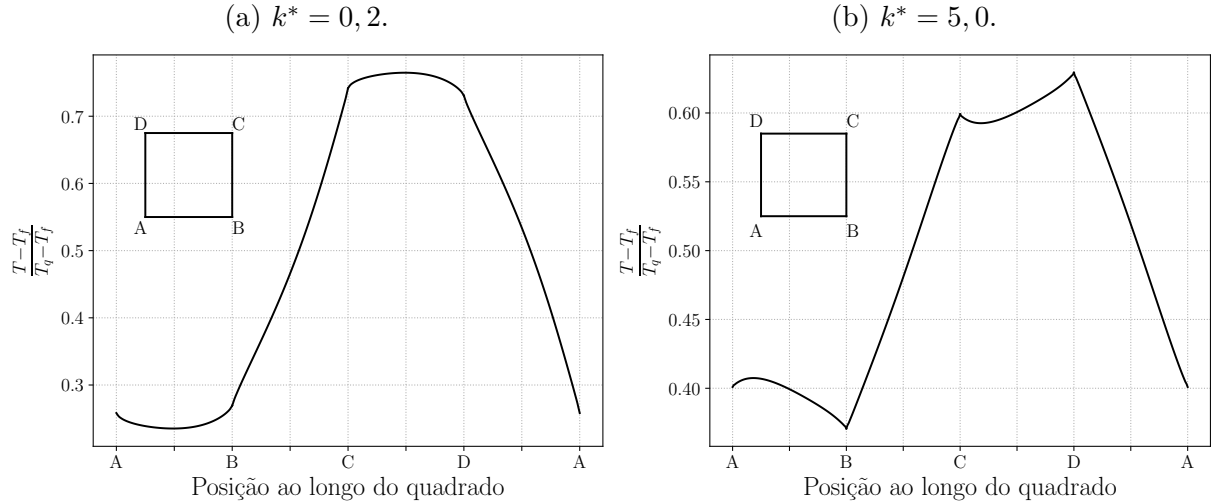 (a) k* = 0, 2.
0.7
0.6
0.5
0.4
0.3
T−T_f / T_q−T_f
D C
A B
A B C D A
Posição ao longo do quadrado
(b) k* = 5, 0.
0.60
0.55
0.50
0.45
0.40
T−T_f / T_q−T_f
D C
A B
A B C D A
Posição ao longo do quadrado